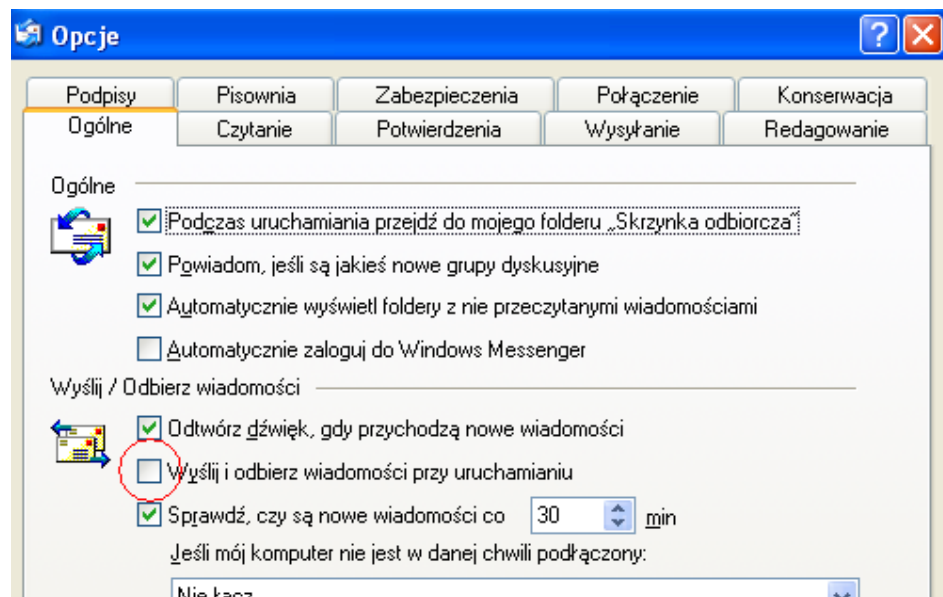 Opcje
Podpisy Pisownia Zabezpieczenia Połączenie Konserwacja
Ogólne Czytanie Potwierdzenia Wysyłanie Redagowanie
Ogólne
Podczas uruchamiania przejdź do mojego folderu „Skrzynka odbiorcza”
Powiadom, jeśli są jakieś nowe grupy dyskusyjne
Automatycznie wyświetl foldery z nie przeczytanymi wiadomościami
Automatycznie zaloguj do Windows Messenger
Wyślij / Odbierz wiadomości
Odtwórz dźwięk, gdy przychodzą nowe wiadomości
Wyślij i odbierz wiadomości przy uruchamianiu
Sprawdź, czy są nowe wiadomości co 30 min
Jeśli mój komputer nie jest w danej chwili podłączony:
Nie łącz